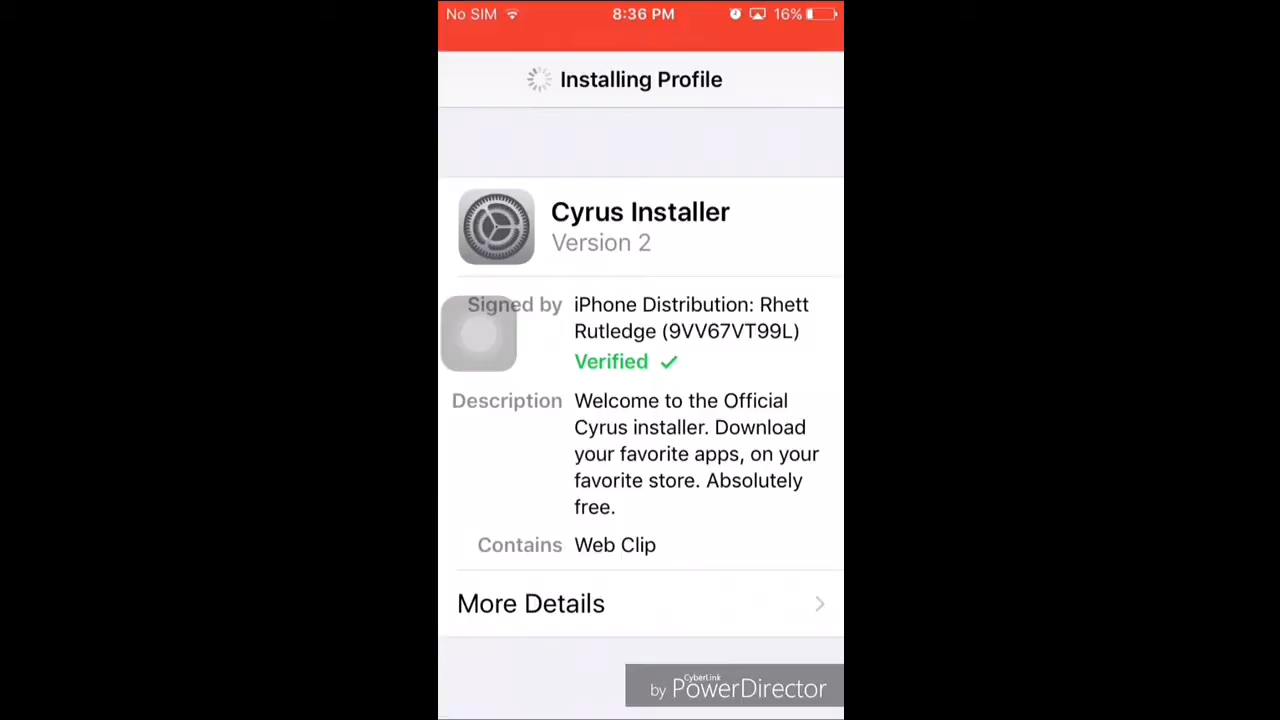 No SIM 8:36 PM 16%
Installing Profile
Cyrus Installer
Version 2
Signed by iPhone Distribution: Rhett
Rutledge (9VV67VT99L)
Verified
Description Welcome to the Official
Cyrus installer. Download
your favorite apps, on your
favorite store. Absolutely
free.
Contains Web Clip
More Details
CyberLink
by PowerDirector